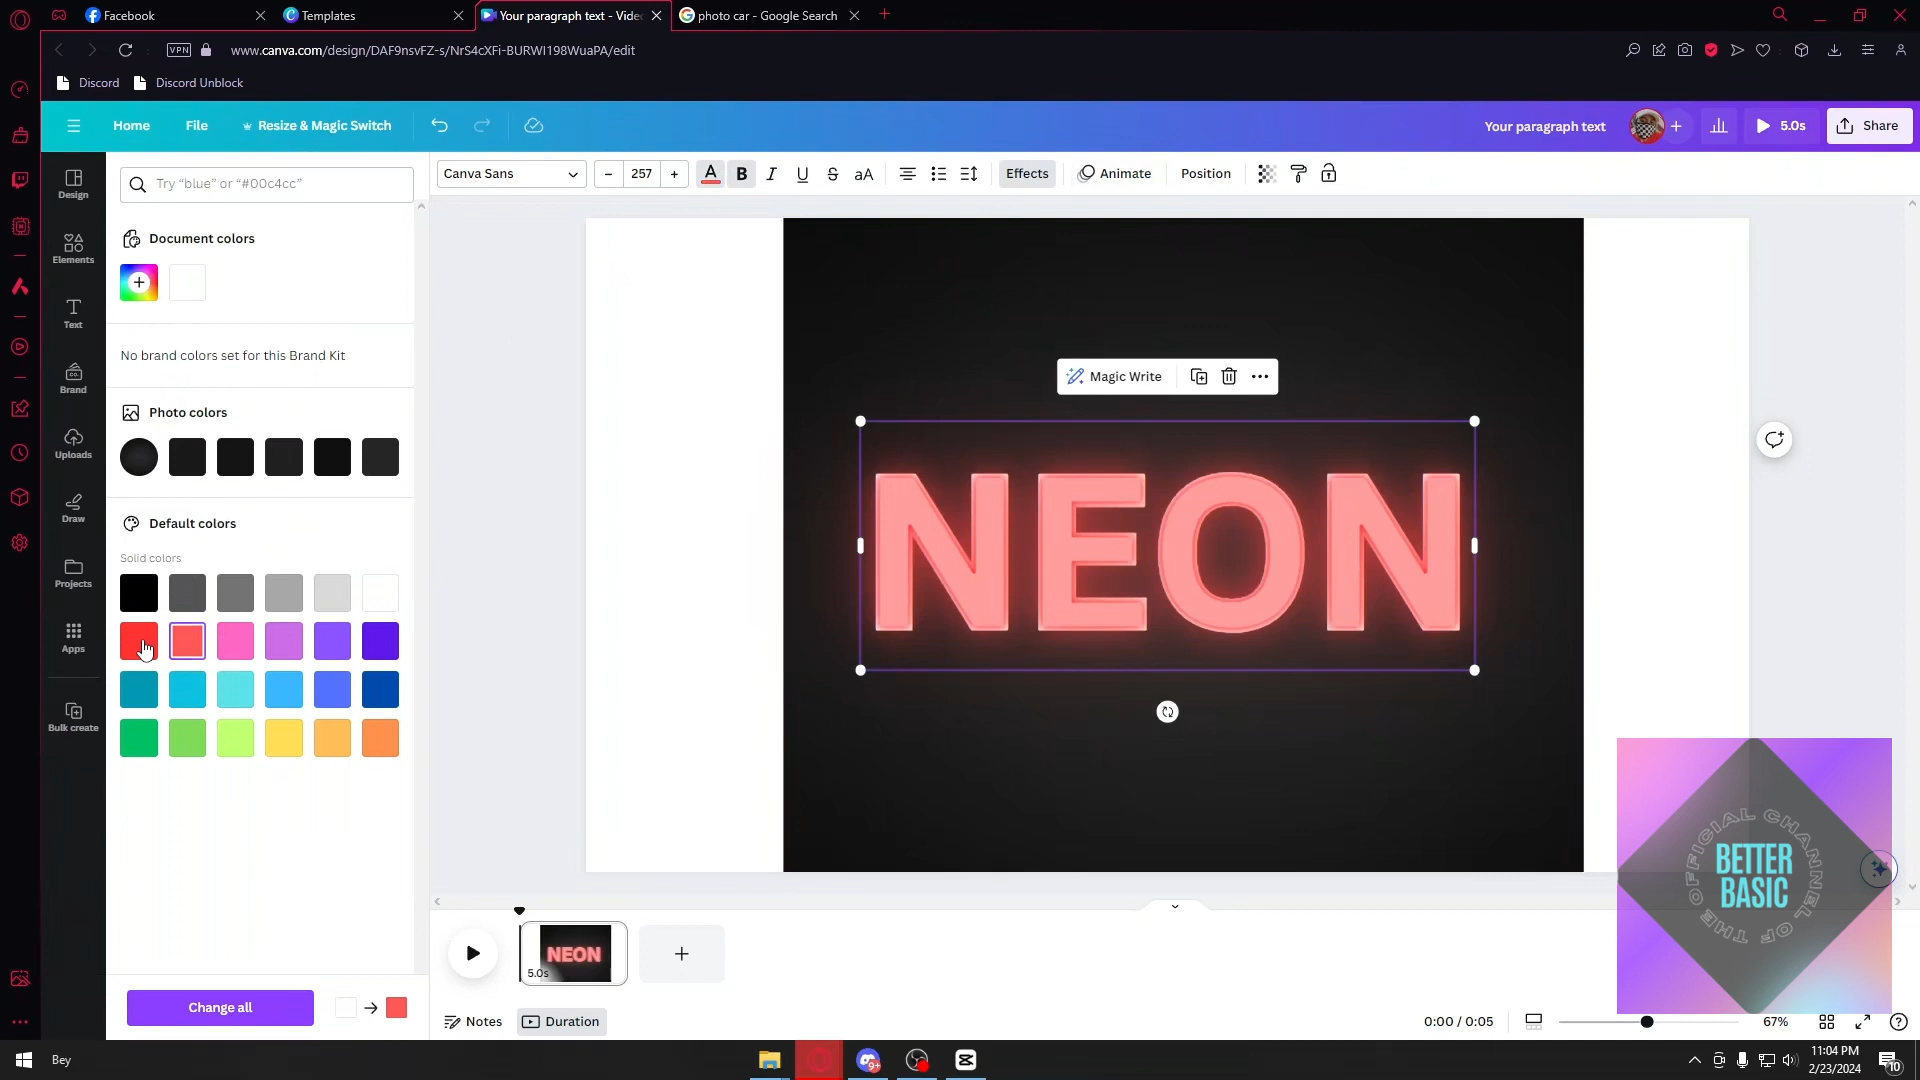 Facebook
Templates
Your paragraph text - Vide
photo car - Google Search
VPN
www.canva.com/design/DAF9nsvFZ-s/NrS4cXFi-BURWI198WuaPA/edit
Discord
Discord Unblock
Home
File
Resize & Magic Switch
Your paragraph text
5.0s
Share
Design
Elements
Text
Brand
Uploads
Draw
Projects
Apps
Bulk create
Try “blue” or “#00c4cc”
Document colors
No brand colors set for this Brand Kit
Photo colors
Default colors
Solid colors
Change all
Canva Sans
257
A
B
I
U
S
aA
Effects
Animate
Position
Magic Write
NEON
NEON
5.0s
Notes
Duration
0:00 / 0:05
67%
OFFICIAL CHANNEL OF THE
BETTER
BASIC
Bey
9+
11:04 PM
2/23/2024
10